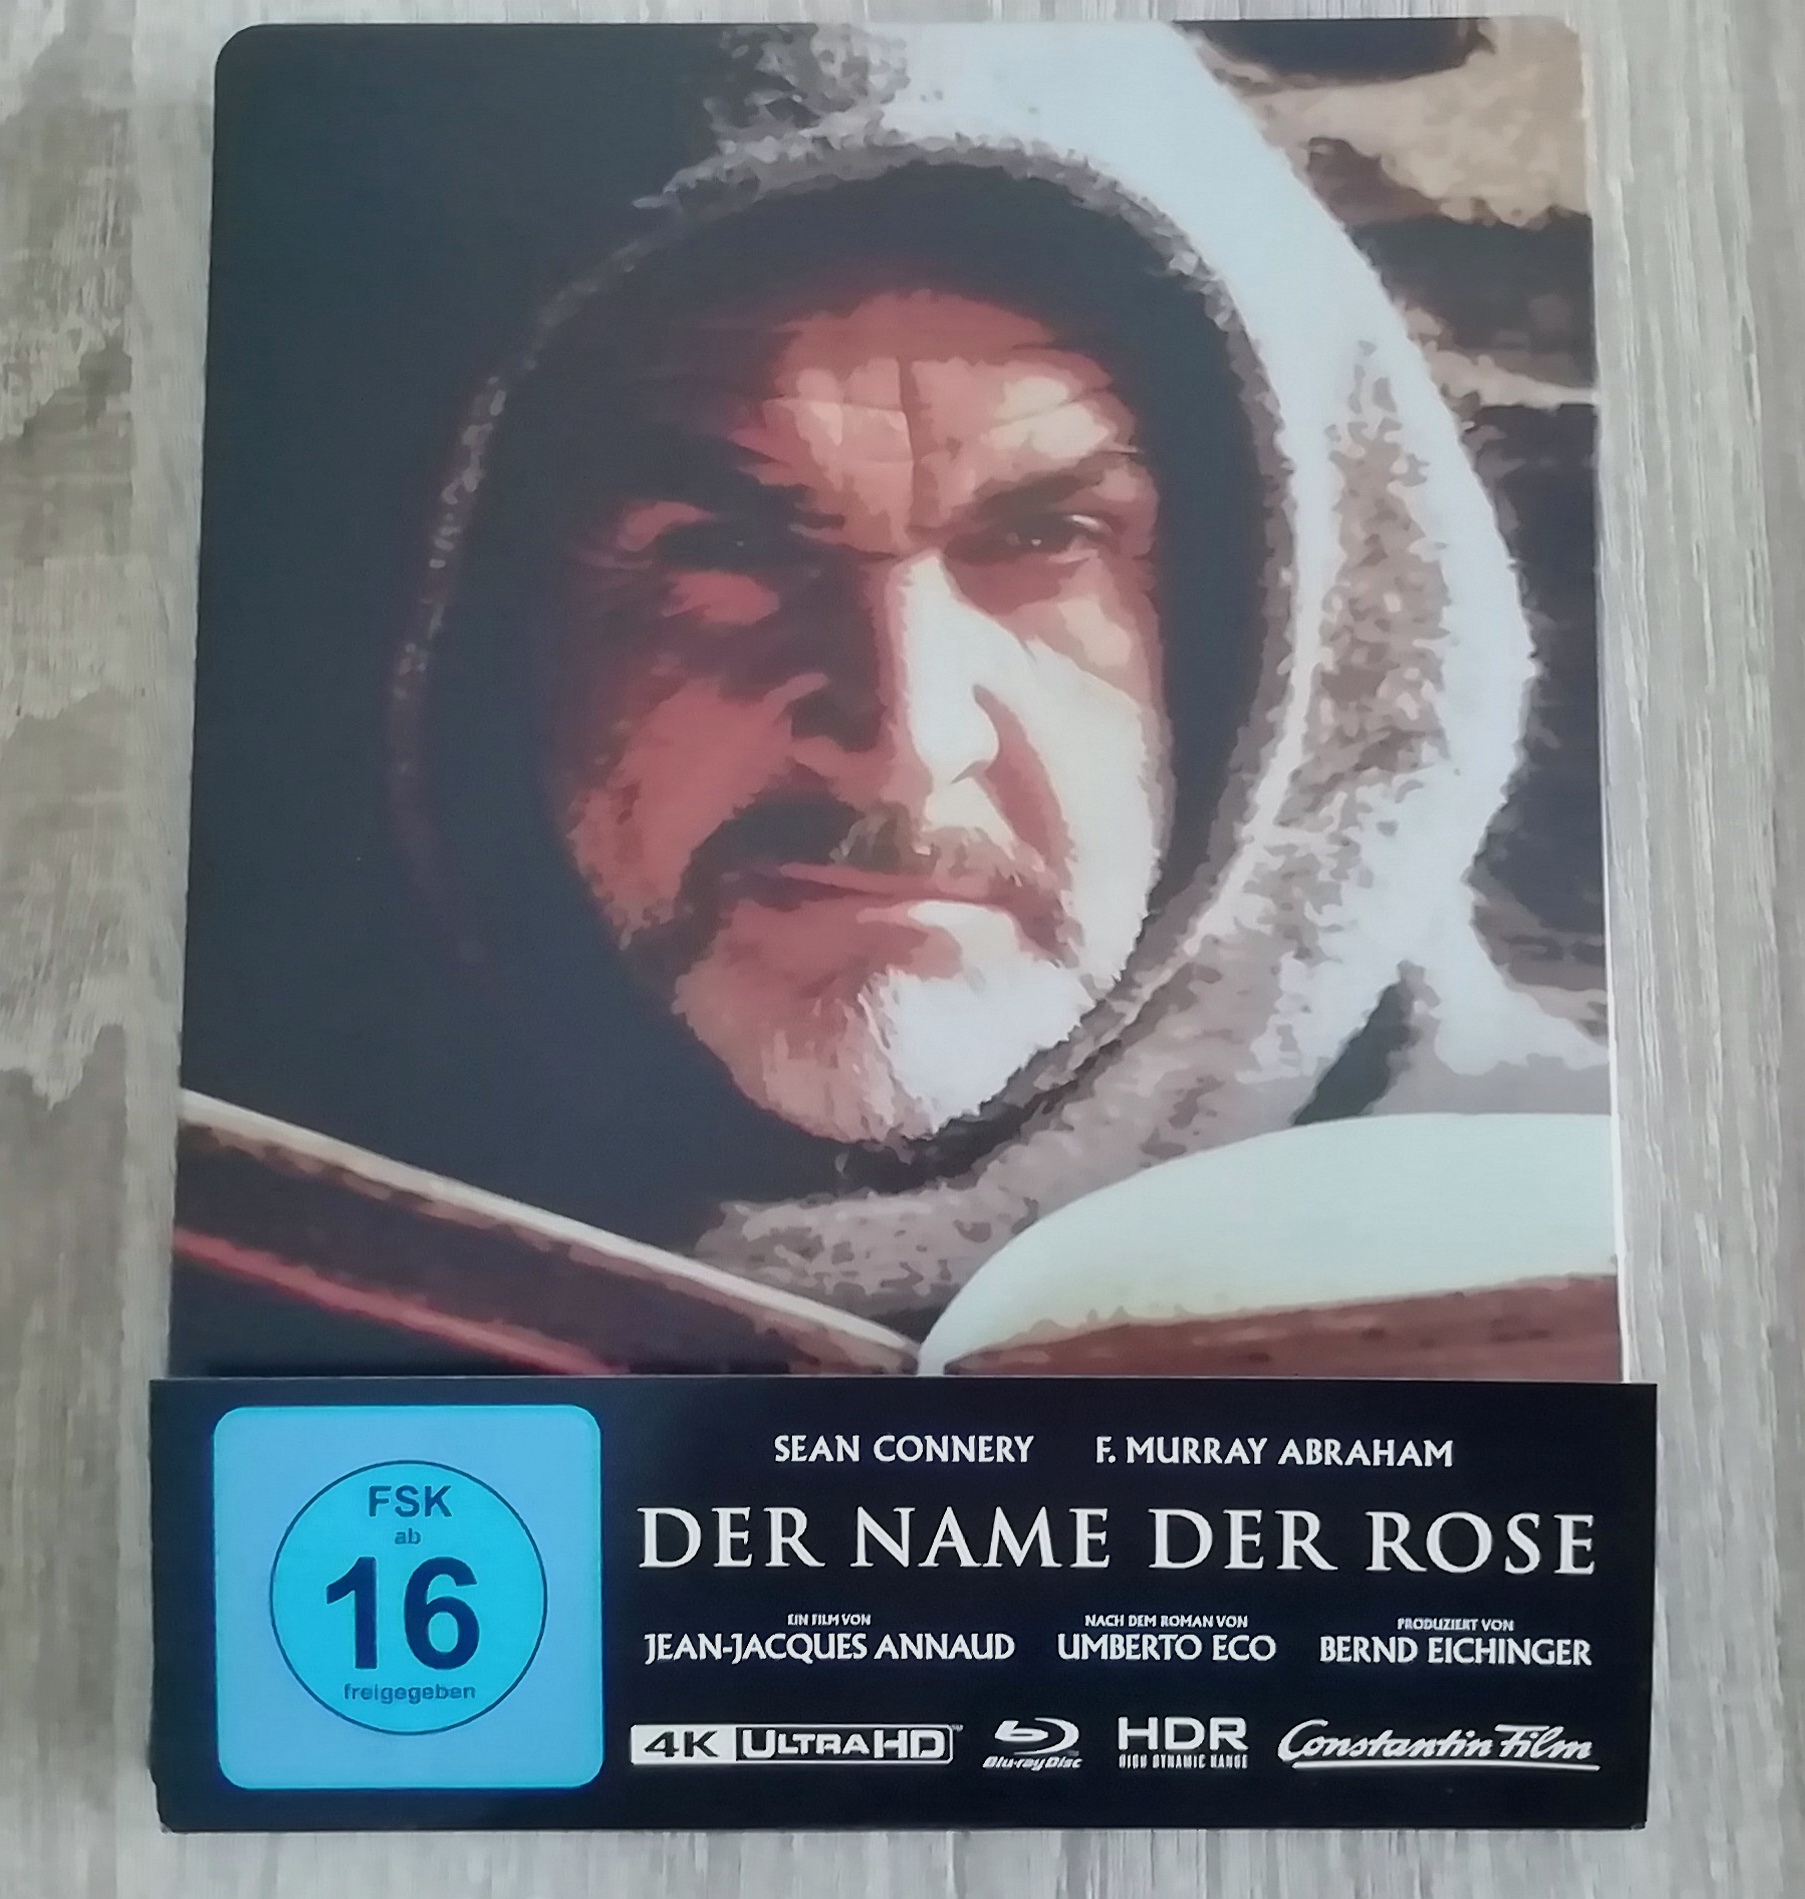 SEAN CONNERY F. MURRAY ABRAHAM
DER NAME DER ROSE
EIN FILM VON
JEAN-JACQUES ANNAUD
NACH DEM ROMAN VON
UMBERTO ECO
PRODUZIERT VON
BERND EICHINGER
FSK
ab
16
freigegeben
4K ULTRA HD™
Blu-ray Disc
HDR
HIGH DYNAMIC RANGE
Constantin Film